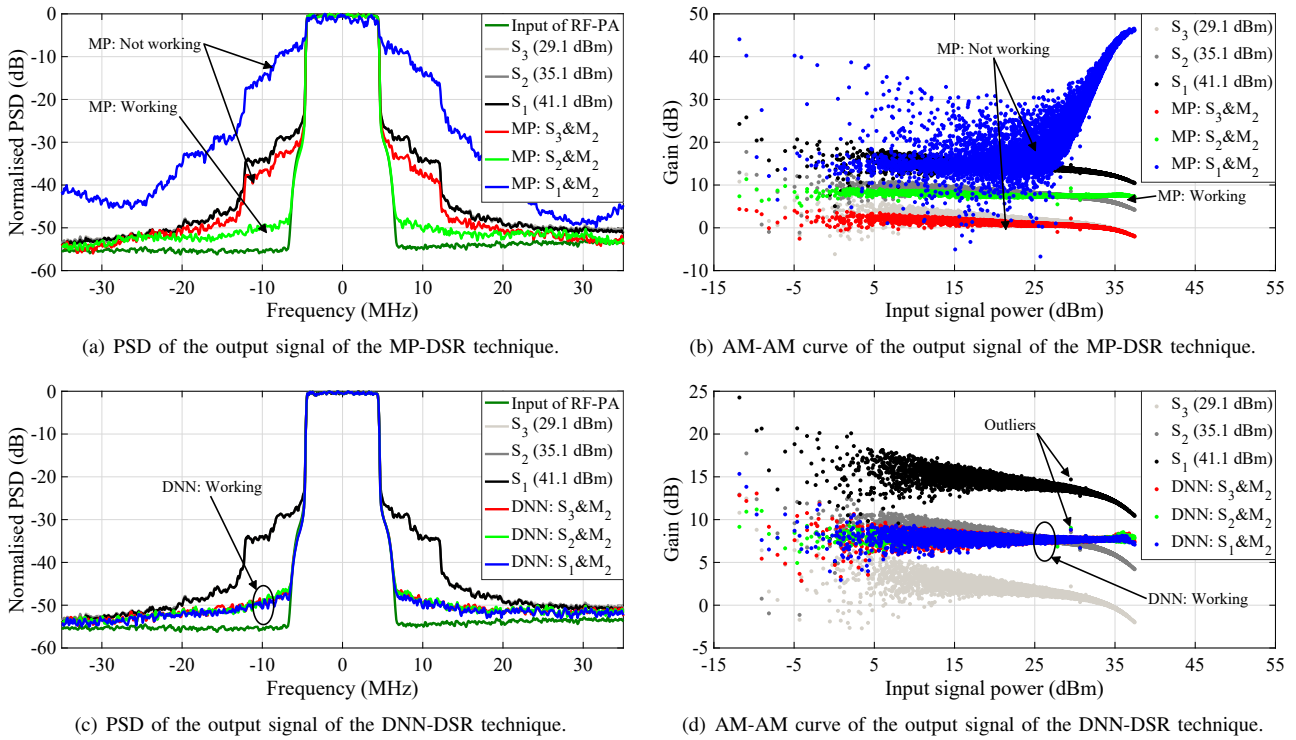 Normalised PSD (dB)
0
-10
-20
-30
-40
-50
-60
-30
-20
-10
0
10
20
30
Frequency (MHz)
MP: Not working
MP: Working
Input of RF-PA
S3 (29.1 dBm)
S2 (35.1 dBm)
S1 (41.1 dBm)
MP: S3&M2
MP: S2&M2
MP: S1&M2
(a) PSD of the output signal of the MP-DSR technique.
Gain (dB)
50
40
30
20
10
0
-10
-15
-5
5
15
25
35
45
55
Input signal power (dBm)
MP: Not working
MP: Working
S3 (29.1 dBm)
S2 (35.1 dBm)
S1 (41.1 dBm)
MP: S3&M2
MP: S2&M2
MP: S1&M2
(b) AM-AM curve of the output signal of the MP-DSR technique.
Normalised PSD (dB)
0
-10
-20
-30
-40
-50
-60
-30
-20
-10
0
10
20
30
Frequency (MHz)
DNN: Working
Input of RF-PA
S3 (29.1 dBm)
S2 (35.1 dBm)
S1 (41.1 dBm)
DNN: S3&M2
DNN: S2&M2
DNN: S1&M2
(c) PSD of the output signal of the DNN-DSR technique.
Gain (dB)
25
20
15
10
5
0
-5
-15
-5
5
15
25
35
45
55
Input signal power (dBm)
Outliers
DNN: Working
S3 (29.1 dBm)
S2 (35.1 dBm)
S1 (41.1 dBm)
DNN: S3&M2
DNN: S2&M2
DNN: S1&M2
(d) AM-AM curve of the output signal of the DNN-DSR technique.